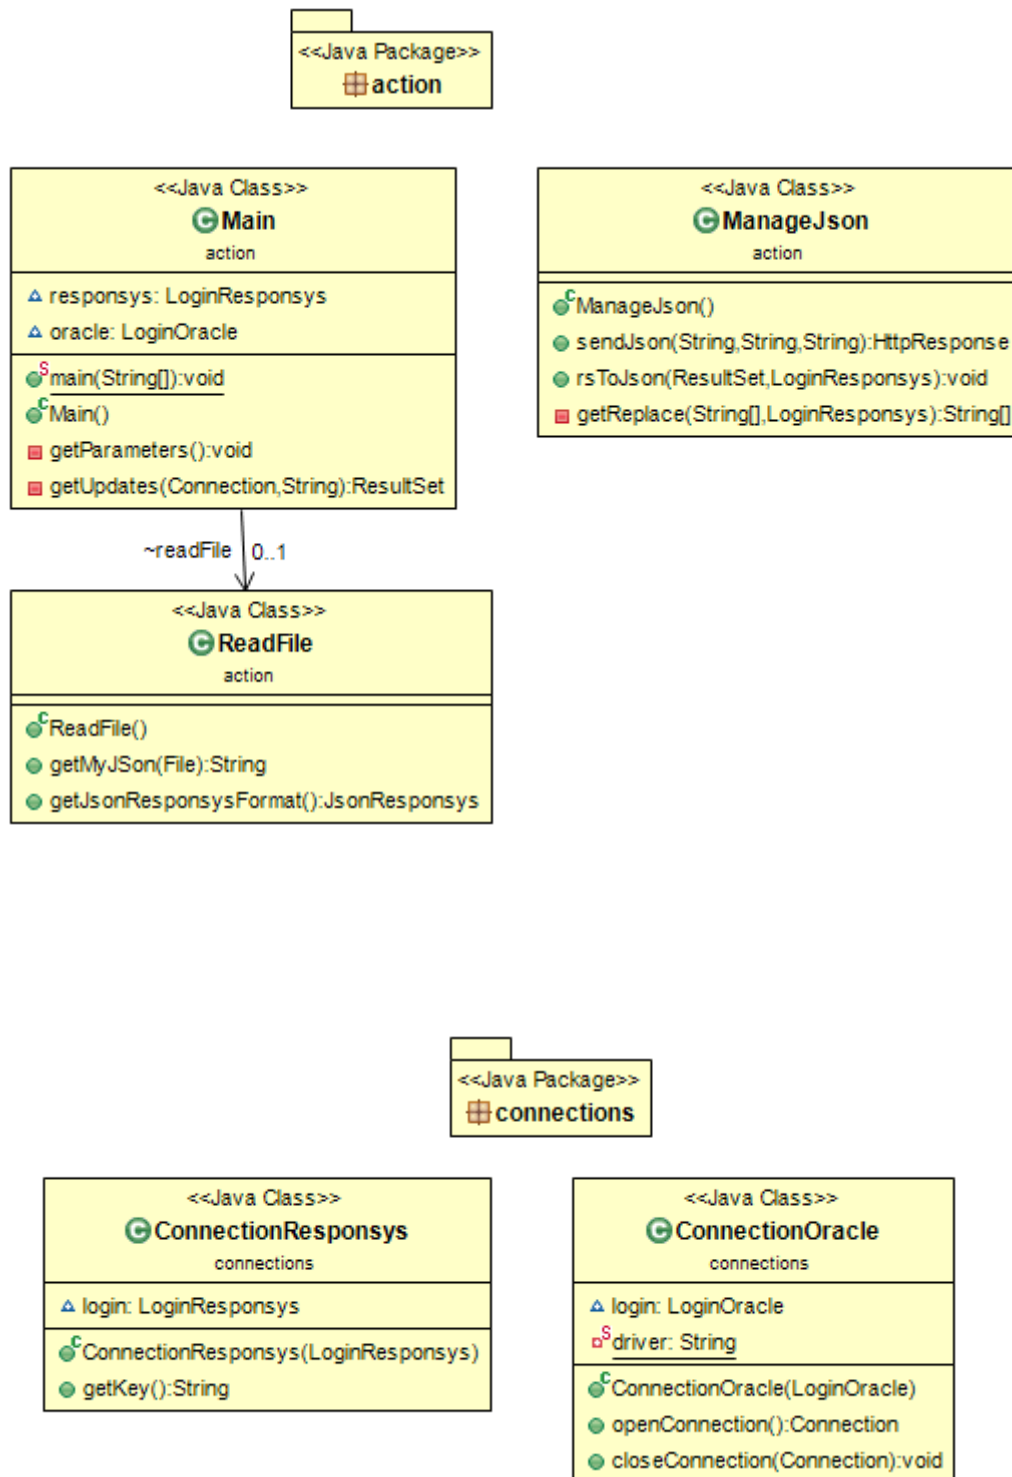 <<Java Package>>
action
<<Java Class>>
Main
action
responsys: LoginResponsys
oracle: LoginOracle
main(String[]):void
Main()
getParameters():void
getUpdates(Connection,String):ResultSet
<<Java Class>>
ManageJson
action
ManageJson()
sendJson(String,String,String):HttpResponse
rsToJson(ResultSet,LoginResponsys):void
getReplace(String[],LoginResponsys):String[]
~readFile 0..1
<<Java Class>>
ReadFile
action
ReadFile()
getMyJSon(File):String
getJsonResponsysFormat():JsonResponsys
<<Java Package>>
connections
<<Java Class>>
ConnectionResponsys
connections
login: LoginResponsys
ConnectionResponsys(LoginResponsys)
getKey():String
<<Java Class>>
ConnectionOracle
connections
login: LoginOracle
driver: String
ConnectionOracle(LoginOracle)
openConnection():Connection
closeConnection(Connection):void